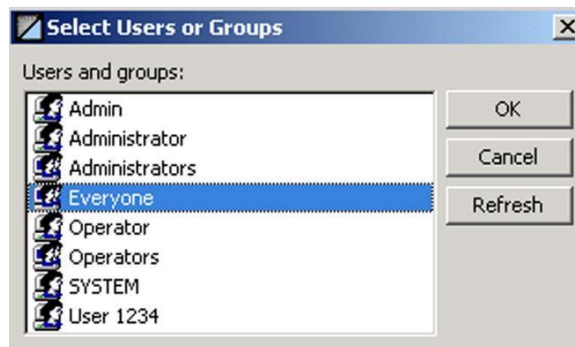 Select Users or Groups
Users and groups:
Admin
Administrator
Administrators
Everyone
Operator
Operators
SYSTEM
User 1234
OK
Cancel
Refresh